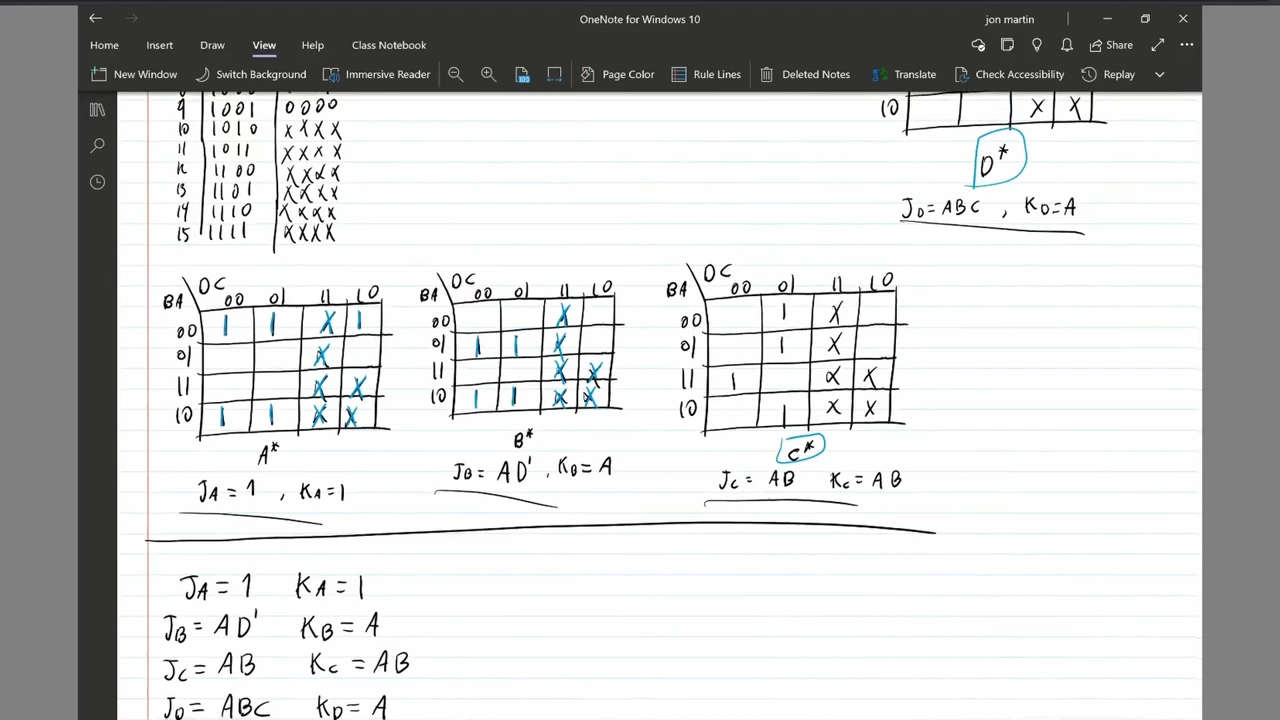 OneNote for Windows 10
jon martin
Home Insert Draw View Help Class Notebook
Share
New Window Switch Background Immersive Reader Page Color Rule Lines Deleted Notes Translate Check Accessibility Replay
9 1001 0000
10 1010 XXXX
11 1011 XXXX
12 1100 XXXX
13 1101 XXXX
14 1110 XXXX
15 1111 XXXX
10 X X
D*
JD = ABC , KD = A
DC
BA 00 01 11 10
00 1 1 X 1
01 X
11 X X
10 1 1 X X
A*
JA = 1 , KA = 1
DC
BA 00 01 11 10
00 X
01 1 1 X
11 X X
10 1 1 X X
B*
JB = AD' , KB = A
DC
BA 00 01 11 10
00 1 X
01 1 X
11 1 X X
10 1 X X
C*
JC = AB KC = AB
JA = 1 KA = 1
JB = AD' KB = A
JC = AB KC = AB
JD = ABC KD = A